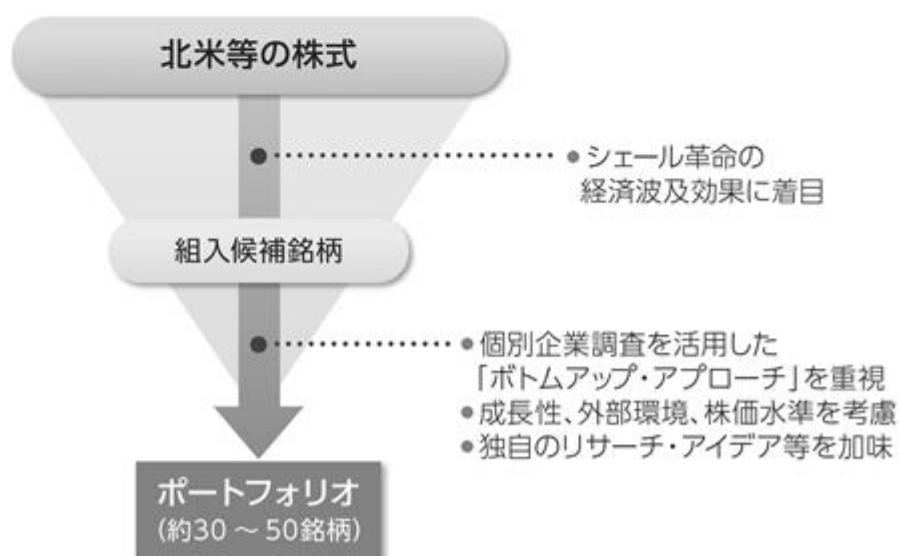 北米等の株式
●シェール革命の
経済波及効果に着目
組入候補銘柄
●個別企業調査を活用した
「ボトムアップ・アプローチ」を重視
●成長性、外部環境、株価水準を考慮
●独自のリサーチ・アイデア等を加味
ポートフォリオ
(約30 ~ 50銘柄)